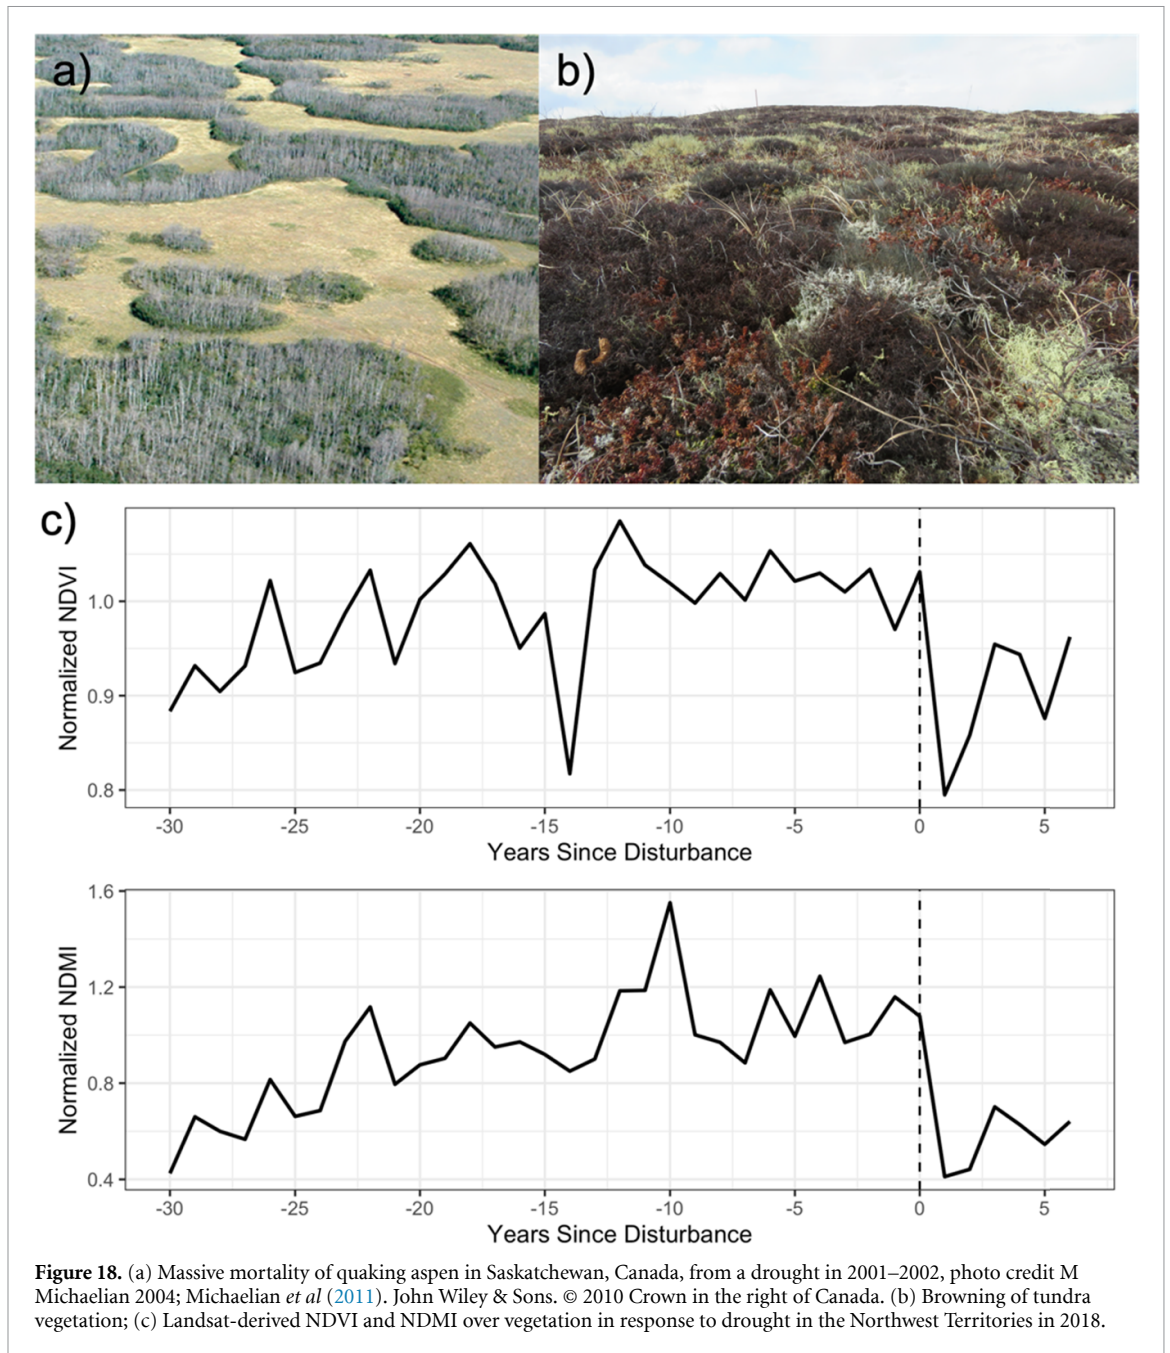 a)
b)
c)
Normalized NDVI
1.0
0.9
0.8
-30 -25 -20 -15 -10 -5 0 5
Years Since Disturbance
Normalized NDMI
1.6
1.2
0.8
0.4
-30 -25 -20 -15 -10 -5 0 5
Years Since Disturbance
Figure 18. (a) Massive mortality of quaking aspen in Saskatchewan, Canada, from a drought in 2001–2002, photo credit M
Michaelian 2004; Michaelian et al (2011). John Wiley & Sons. © 2010 Crown in the right of Canada. (b) Browning of tundra
vegetation; (c) Landsat-derived NDVI and NDMI over vegetation in response to drought in the Northwest Territories in 2018.